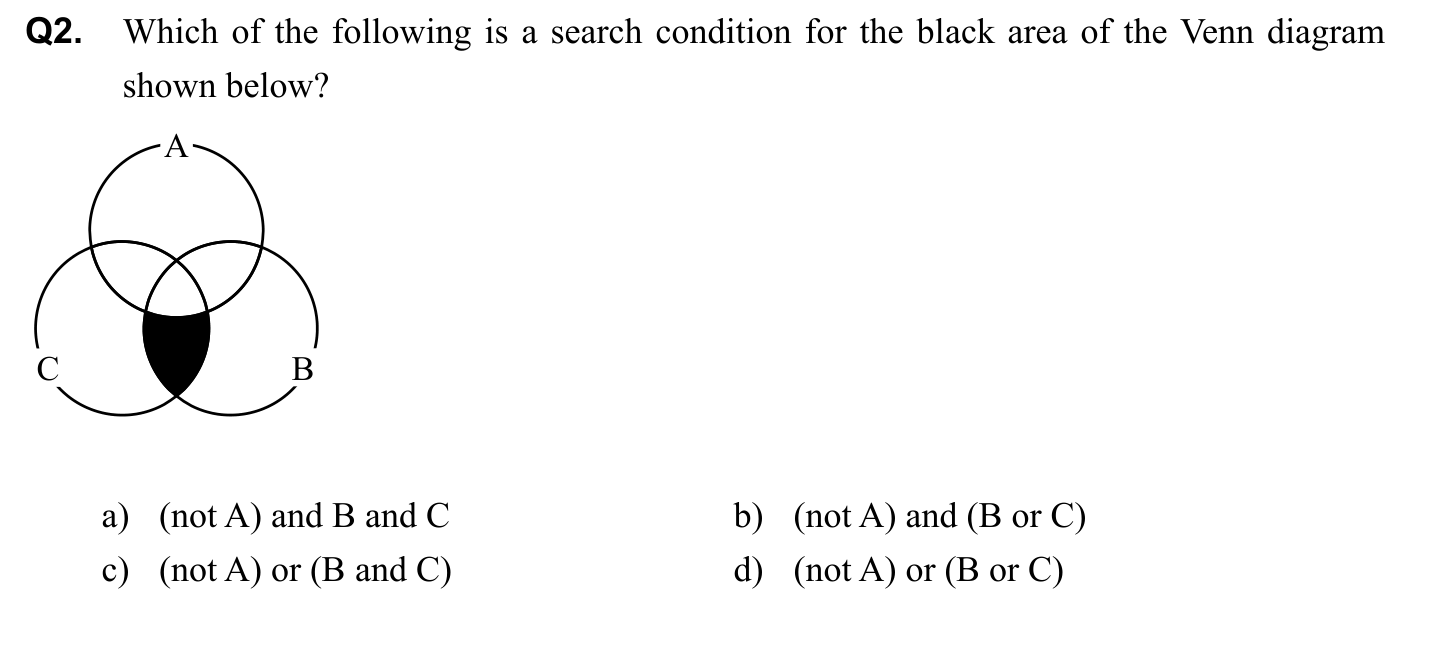 Q2. Which of the following is a search condition for the black area of the Venn diagram
shown below?
A
C
B
a) (not A) and B and C b) (not A) and (B or C)
c) (not A) or (B and C) d) (not A) or (B or C)